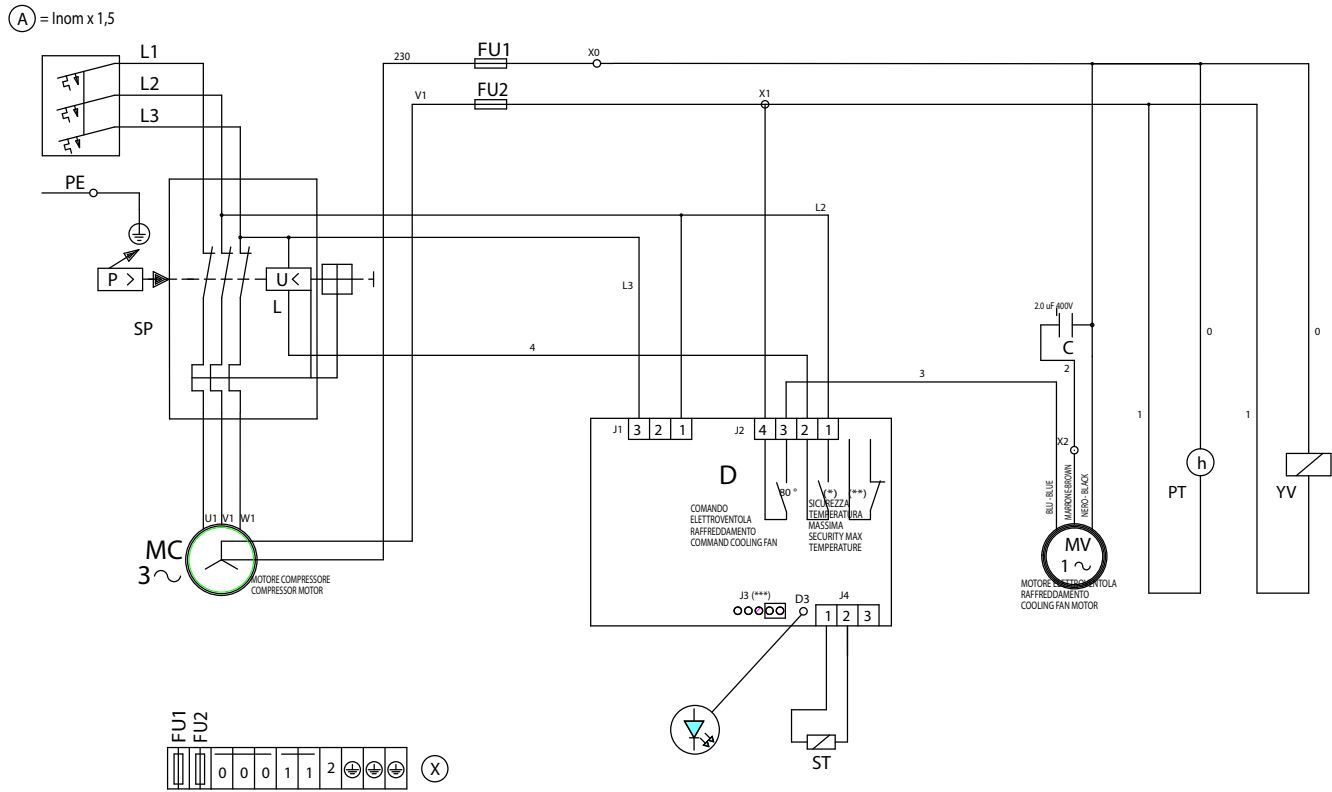 A = Inom x 1,5
L1
L2
L3
PE
230
FU1
X0
V1
FU2
X1
P >
SP
U<
L
L2
L3
4
3
2.0 uF 400V
C
2
0
0
1
1
X2
BLU - BLUE
MARRONE-BROWN
NERO - BLACK
h
PT
YV
J1 3 2 1
J2 4 3 2 1
D
80 °
(*)
(**)
COMANDO
ELETTROVENTOLA
RAFFREDDAMENTO
COMMAND COOLING FAN
SICUREZZA
TEMPERATURA
MASSIMA
SECURITY MAX
TEMPERATURE
U1 V1 W1
MC
3
MOTORE COMPRESSORE
COMPRESSOR MOTOR
MV
1
MOTORE ELETTROVENTOLA
RAFFREDDAMENTO
COOLING FAN MOTOR
J3 (***)
D3
J4
1 2 3
ST
FU1
FU2
0 0 0 1 1 2
X